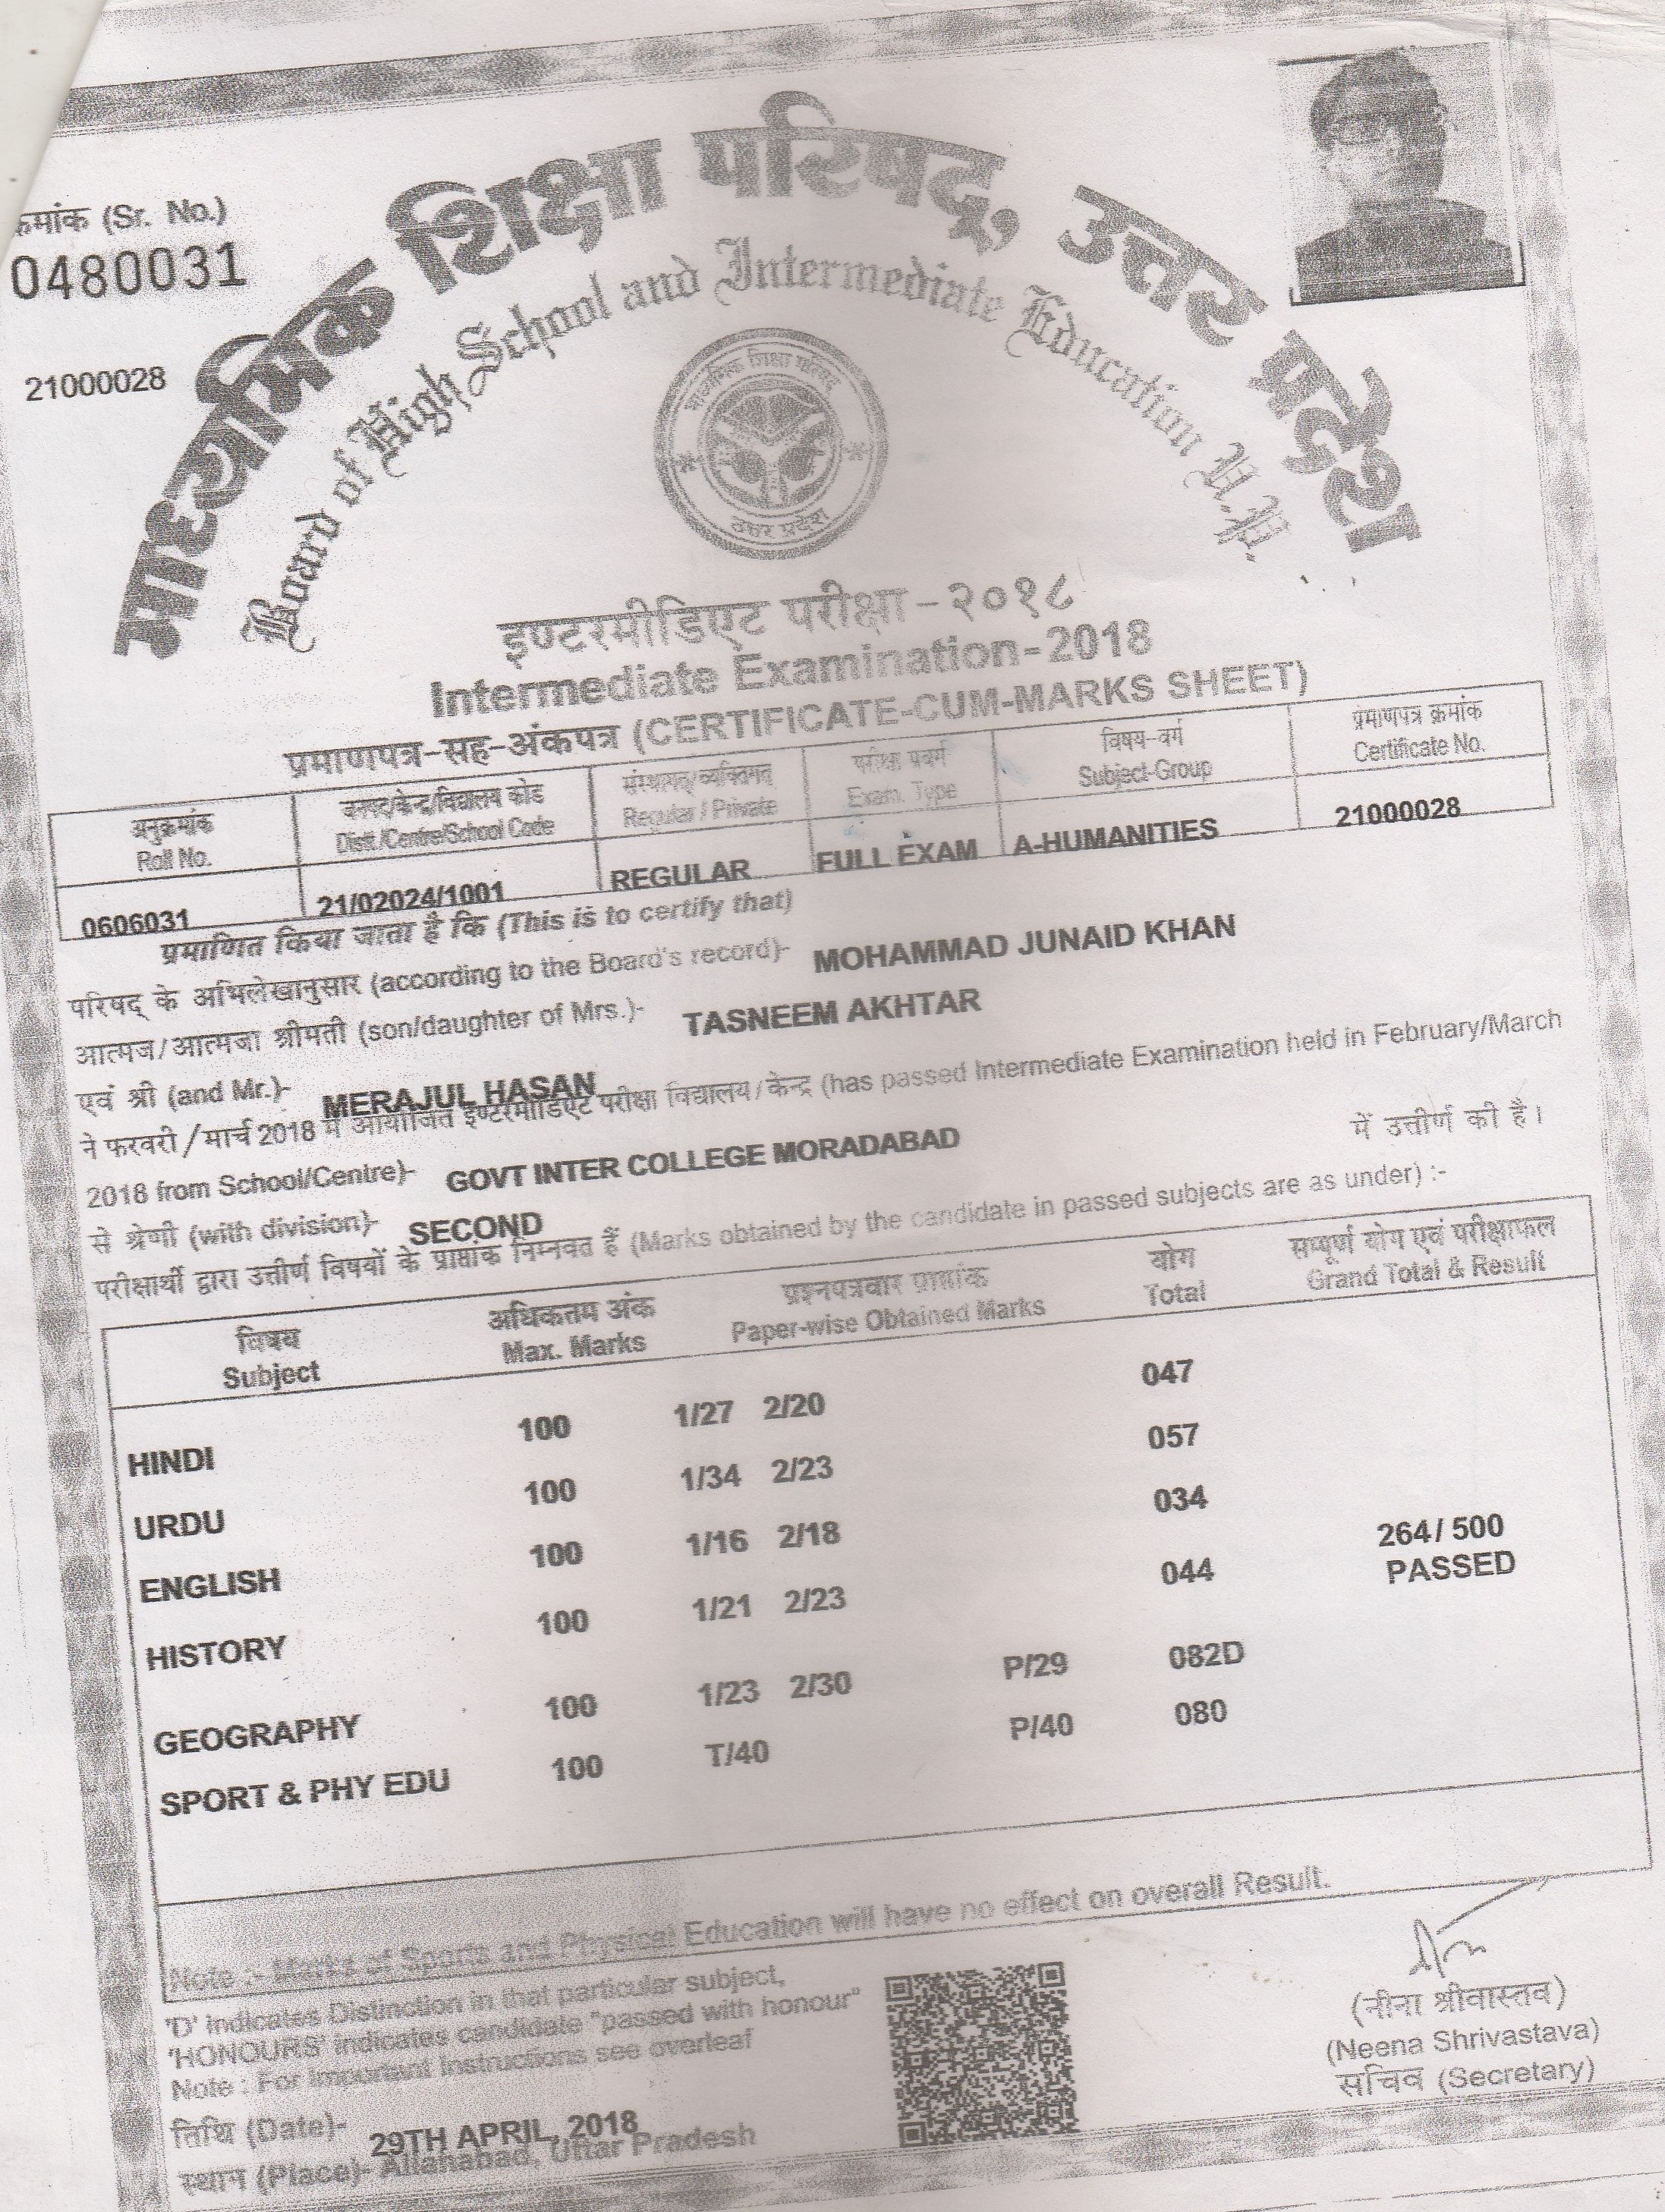 क्रमांक (Sr. No.)
0480031
21000028
माध्यमिक शिक्षा परिषद्, उत्तर प्रदेश
Board of High School and Intermediate Education U.P.
माध्यमिक शिक्षा परिषद्
उत्तर प्रदेश
इण्टरमीडिएट परीक्षा-२०१८
Intermediate Examination-2018
प्रमाणपत्र-सह-अंकपत्र (CERTIFICATE-CUM-MARKS SHEET)
अनुक्रमांक जनपद/केन्द्र/विद्यालय कोड संस्थागत/व्यक्तिगत परीक्षा प्रवर्ग विषय-वर्ग प्रमाणपत्र क्रमांक
Roll No. Distt./Centre/School Code Regular / Private Exam. Type Subject-Group Certificate No.
0606031 21/02024/1001 REGULAR FULL EXAM A-HUMANITIES 21000028
प्रमाणित किया जाता है कि (This is to certify that)
परिषद् के अभिलेखानुसार (according to the Board's record)- MOHAMMAD JUNAID KHAN
आत्मज/आत्मजा श्रीमती (son/daughter of Mrs.)- TASNEEM AKHTAR
एवं श्री (and Mr.)- MERAJUL HASAN
ने फरवरी/मार्च 2018 में आयोजित इण्टरमीडिएट परीक्षा विद्यालय/केन्द्र (has passed Intermediate Examination held in February/March
2018 from School/Centre)- GOVT INTER COLLEGE MORADABAD में उत्तीर्ण की है।
से श्रेणी (with division)- SECOND
परीक्षार्थी द्वारा उत्तीर्ण विषयों के प्राप्तांक निम्नवत हैं (Marks obtained by the candidate in passed subjects are as under) :-
विषय अधिकतम अंक प्रश्नपत्रवार प्राप्तांक योग सम्पूर्ण योग एवं परीक्षाफल
Subject Max. Marks Paper-wise Obtained Marks Total Grand Total & Result
HINDI 100 1/27 2/20 047
URDU 100 1/34 2/23 057
ENGLISH 100 1/16 2/18 034
264/ 500
HISTORY 100 1/21 2/23 044
PASSED
GEOGRAPHY 100 1/23 2/30 P/29 082D
SPORT & PHY EDU 100 T/40 P/40 080
Note :- Marks of Sports and Physical Education will have no effect on overall Result.
'D' Indicates Distinction in that particular subject,
'HONOURS' indicates candidate "passed with honour"
Note : For Important Instructions see overleaf
(नीना श्रीवास्तव)
(Neena Shrivastava)
सचिव (Secretary)
तिथि (Date)- 29TH APRIL, 2018
स्थान (Place)- Allahabad, Uttar Pradesh